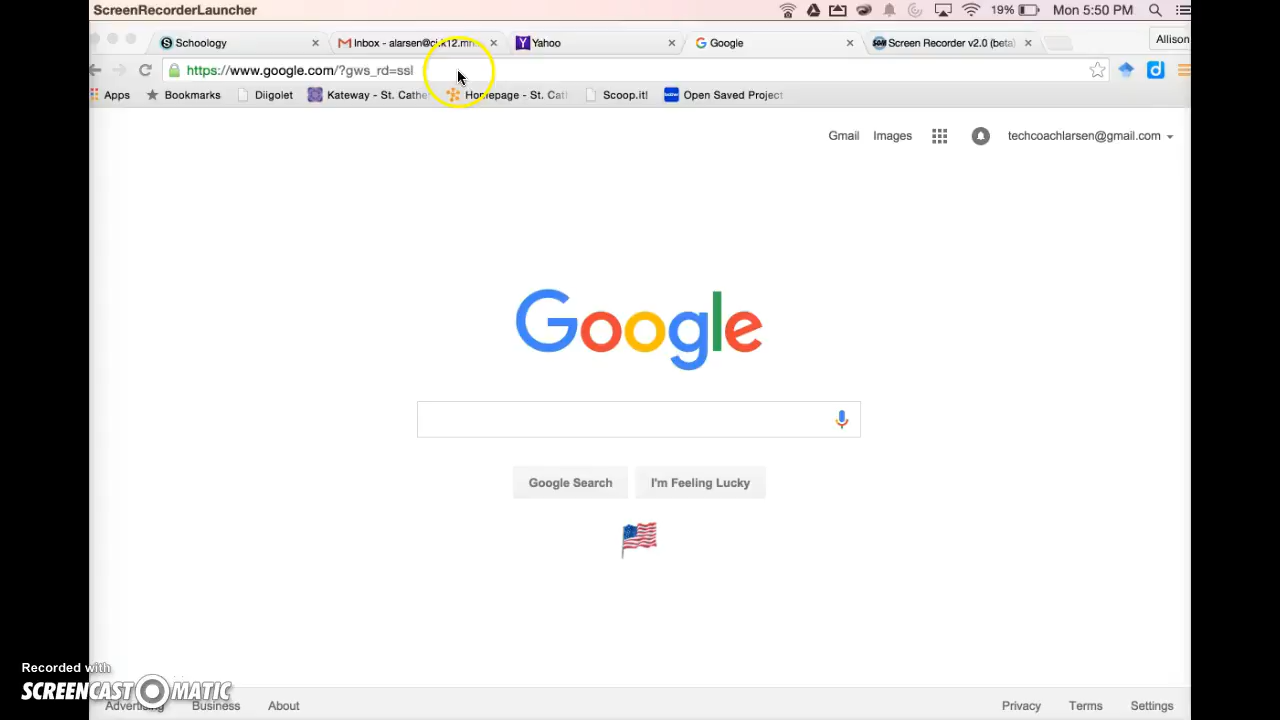 ScreenRecorderLauncher
19%
Mon 5:50 PM
Schoology
Inbox - alarsen@ci.k12.mn
Yahoo
Google
Screen Recorder v2.0 (beta)
Allison
https://www.google.com/?gws_rd=ssl
Apps
Bookmarks
Diigolet
Kateway - St. Cathe
Homepage - St. Cat
Scoop.it!
Open Saved Project
Gmail
Images
techcoachlarsen@gmail.com
Google
Google Search
I'm Feeling Lucky
Recorded with
SCREENCAST-O-MATIC
Advertising
Business
About
Privacy
Terms
Settings